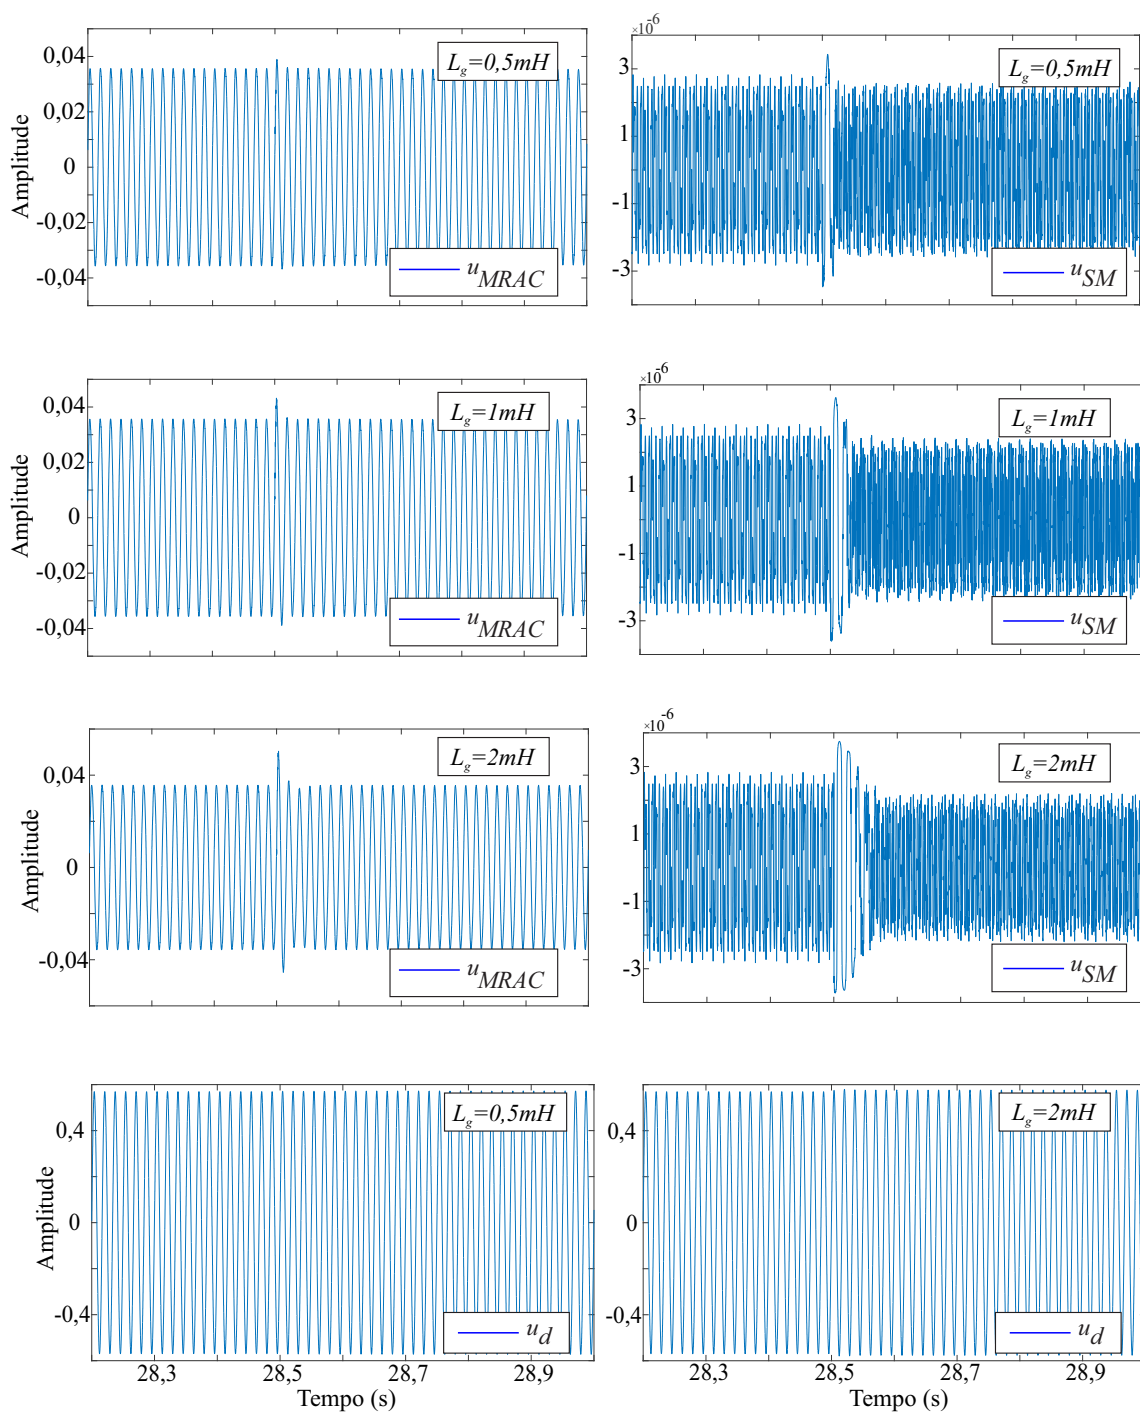 0,04
0,02
0
-0,02
-0,04
Amplitude
L_g=0,5mH
u_MRAC
×10^-6
3
1
-1
-3
L_g=0,5mH
u_SM
0,04
0,02
0
-0,02
-0,04
Amplitude
L_g=1mH
u_MRAC
×10^-6
3
1
-1
-3
L_g=1mH
u_SM
0,04
0
-0,04
Amplitude
L_g=2mH
u_MRAC
×10^-6
3
1
-1
-3
L_g=2mH
u_SM
0,4
0
-0,4
Amplitude
L_g=0,5mH
u_d
28,3 28,5 28,7 28,9
Tempo (s)
0,4
0
-0,4
L_g=2mH
u_d
28,3 28,5 28,7 28,9
Tempo (s)